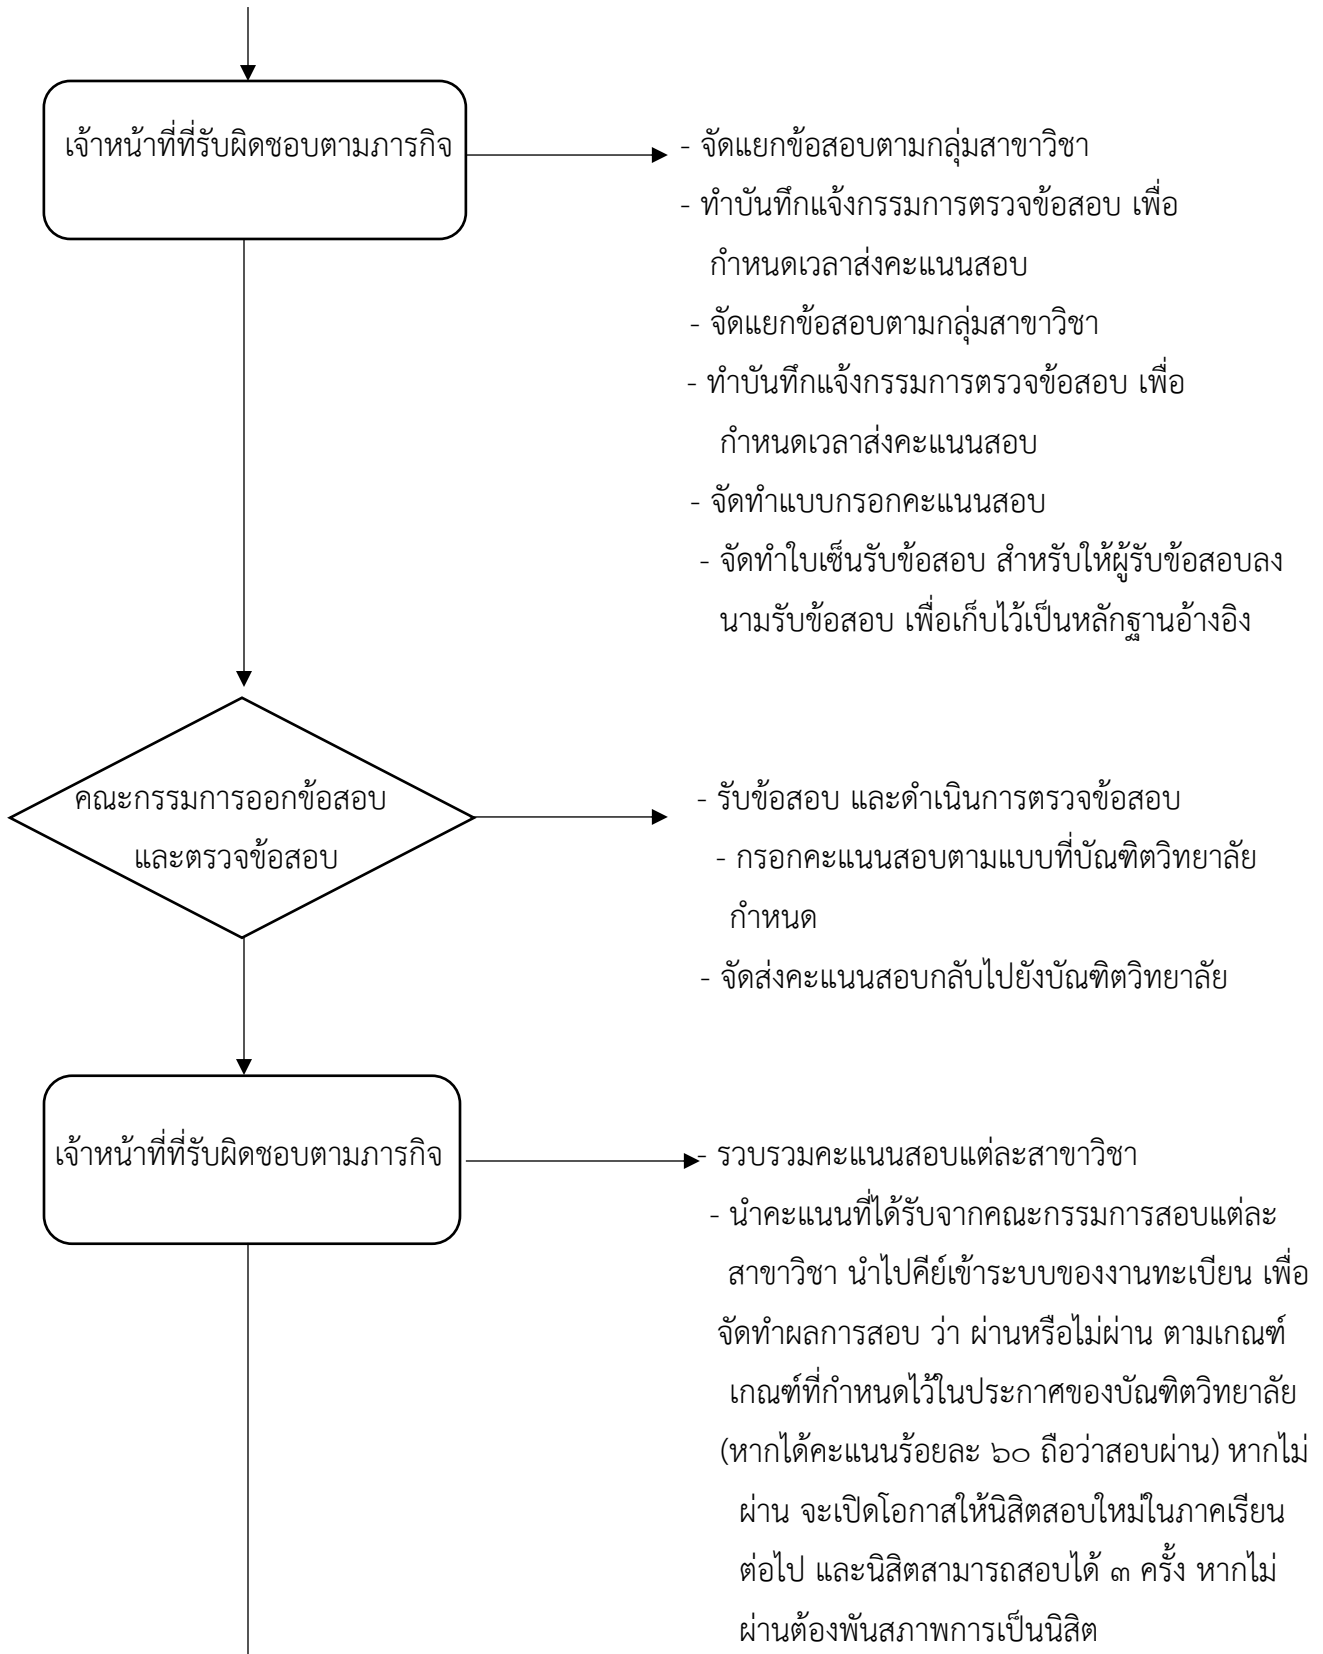 เจ้าหน้าที่ที่รับผิดชอบตามภารกิจ
- จัดแยกข้อสอบตามกลุ่มสาขาวิชา
- ทำบันทึกแจ้งกรรมการตรวจข้อสอบ เพื่อ
กำหนดเวลาส่งคะแนนสอบ
- จัดแยกข้อสอบตามกลุ่มสาขาวิชา
- ทำบันทึกแจ้งกรรมการตรวจข้อสอบ เพื่อ
กำหนดเวลาส่งคะแนนสอบ
- จัดทำแบบกรอกคะแนนสอบ
- จัดทำใบเซ็นรับข้อสอบ สำหรับให้ผู้รับข้อสอบลง
นามรับข้อสอบ เพื่อเก็บไว้เป็นหลักฐานอ้างอิง
คณะกรรมการออกข้อสอบ
และตรวจข้อสอบ
- รับข้อสอบ และดำเนินการตรวจข้อสอบ
- กรอกคะแนนสอบตามแบบที่บัณฑิตวิทยาลัย
กำหนด
- จัดส่งคะแนนสอบกลับไปยังบัณฑิตวิทยาลัย
เจ้าหน้าที่ที่รับผิดชอบตามภารกิจ
- รวบรวมคะแนนสอบแต่ละสาขาวิชา
- นำคะแนนที่ได้รับจากคณะกรรมการสอบแต่ละ
สาขาวิชา นำไปคีย์เข้าระบบของงานทะเบียน เพื่อ
จัดทำผลการสอบ ว่า ผ่านหรือไม่ผ่าน ตามเกณฑ์
เกณฑ์ที่กำหนดไว้ในประกาศของบัณฑิตวิทยาลัย
(หากได้คะแนนร้อยละ ๖๐ ถือว่าสอบผ่าน) หากไม่
ผ่าน จะเปิดโอกาสให้นิสิตสอบใหม่ในภาคเรียน
ต่อไป และนิสิตสามารถสอบได้ ๓ ครั้ง หากไม่
ผ่านต้องพันสภาพการเป็นนิสิต